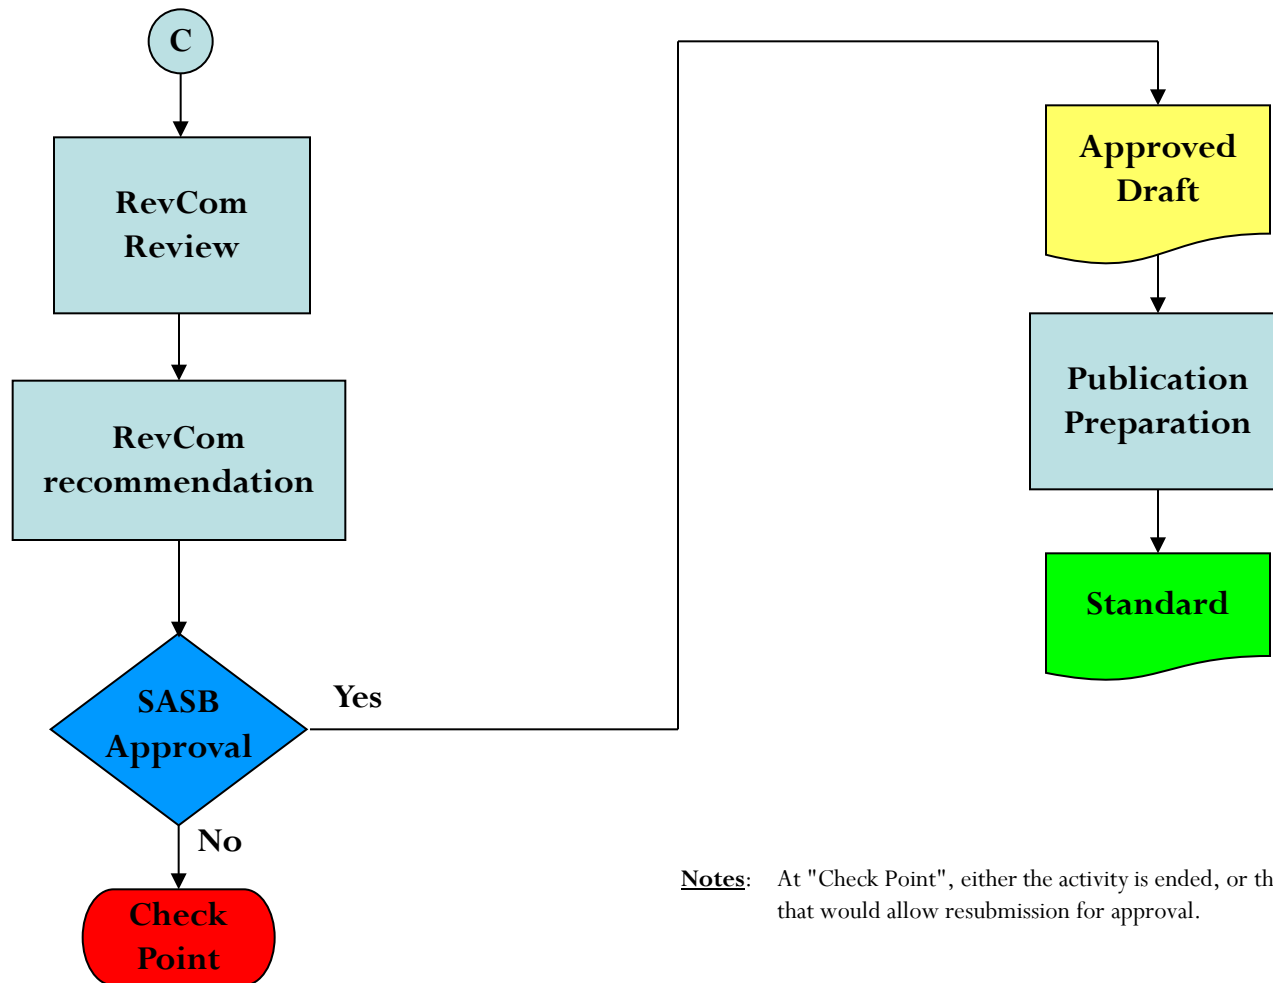 C
RevCom
Review
RevCom
recommendation
SASB
Approval
Yes
No
Check
Point
Approved
Draft
Publication
Preparation
Standard
Notes: At "Check Point", either the activity is ended, or
that would allow resubmission for approval.